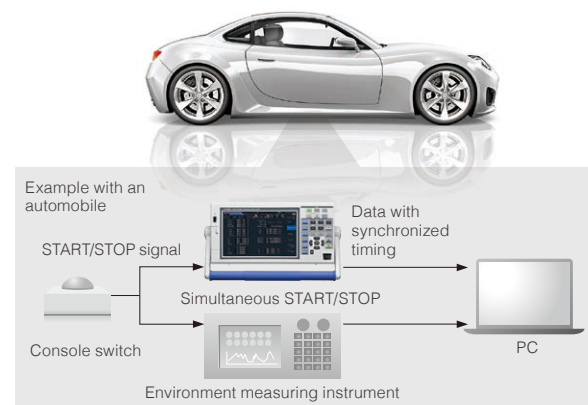 Example with an
automobile
START/STOP signal
Data with
synchronized
timing
Simultaneous START/STOP
Console switch
PC
Environment measuring instrument